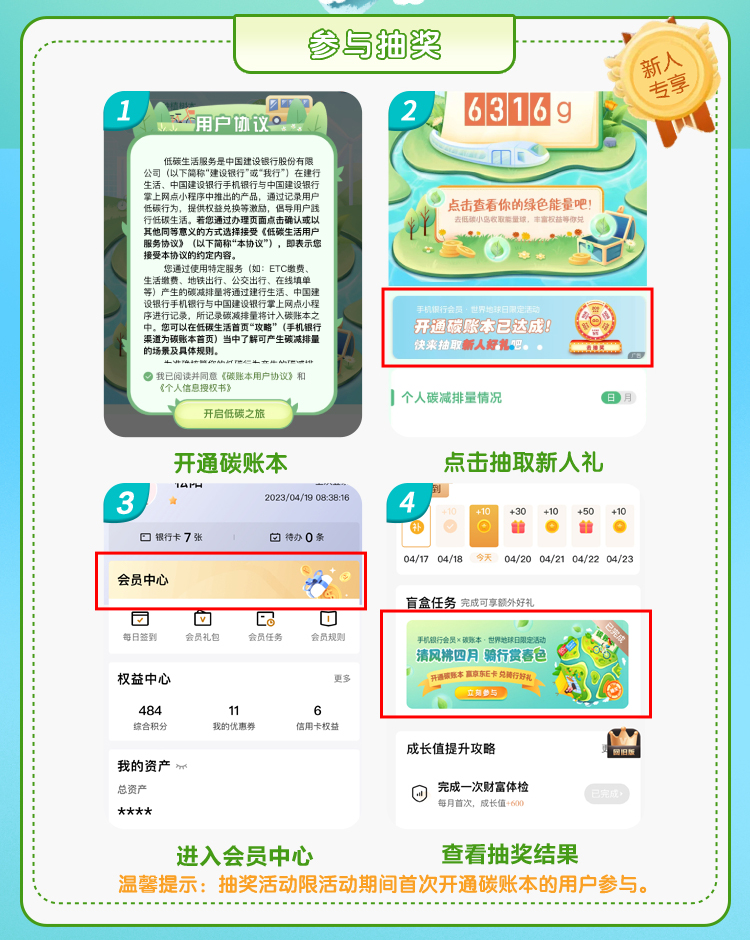 参与抽奖
新人
专享
1
用户协议
低碳生活服务是中国建设银行股份有限
公司（以下简称“建设银行”或“我行”）在建行
生活、中国建设银行手机银行与中国建设银行
掌上网点小程序中推出的产品，通过记录用户
低碳行为，提供权益兑换等激励，倡导用户践
行低碳生活。若您通过办理页面点击确认或以
其他同等意义的方式选择接受《低碳生活用户
服务协议》（以下简称“本协议”），即表示您
接受本协议的约定内容。
您通过使用特定服务（如：ETC缴费、
生活缴费、地铁出行、公交出行、在线填单
等）产生的碳减排量将通过建行生活、中国建
设银行手机银行与中国建设银行掌上网点小程
序进行记录，所记录碳减排量将计入碳账本之
中。您可以在低碳生活首页“攻略”（手机银行
渠道为碳账本首页）当中了解可产生碳减排量
的场景及具体规则。
我已阅读并同意《碳账本用户协议》和
《个人信息授权书》
开启低碳之旅
开通碳账本
2
6316g
点击查看你的绿色能量吧！
去低碳小岛收取能量球，丰富权益等你兑
手机银行会员·世界地球日限定活动
开通碳账本已达成！
快来抽取新人好礼吧
GO
去抽奖
广告
个人碳减排量情况
日 月
点击抽取新人礼
3
2023/04/19 08:38:16
银行卡 7 张
待办 0 条
会员中心
每日签到
会员礼包
会员任务
会员规则
权益中心
更多
484
11
6
综合积分
我的优惠券
信用卡权益
我的资产
总资产
****
进入会员中心
4
到
补
+10
+10
+30
+10
+50
+10
04/17
04/18
今天
04/20
04/21
04/22
04/23
盲盒任务 完成可享额外好礼
手机银行会员×碳账本·世界地球日限定活动
清风拂四月 骑行赏春色
开通碳账本 赢京东E卡 兑骑行好礼
立刻参与
已完成
成长值提升攻略
回旧版
完成一次财富体检
每月首次，成长值+600
已完成
查看抽奖结果
温馨提示：抽奖活动限活动期间首次开通碳账本的用户参与。